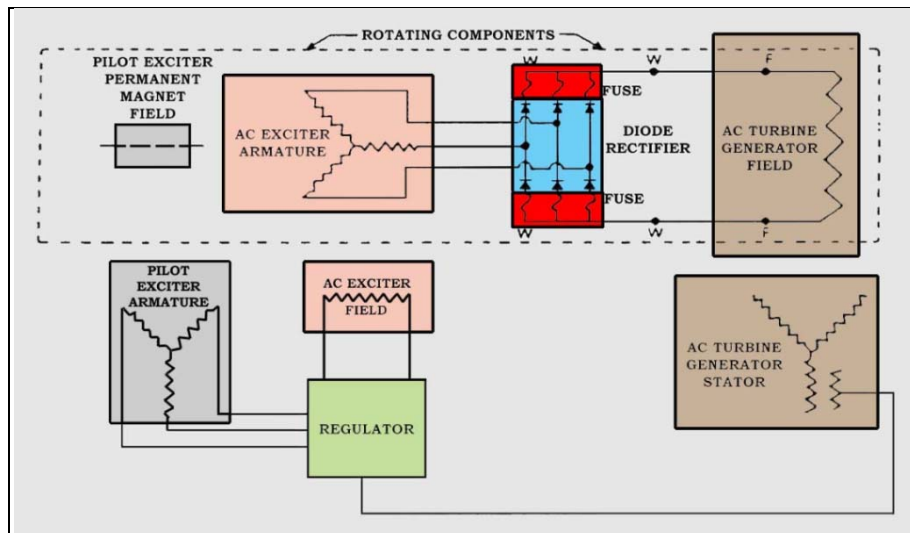 ROTATING COMPONENTS
PILOT EXCITER
PERMANENT
MAGNET
FIELD
AC EXCITER
ARMATURE
W
FUSE
DIODE
RECTIFIER
FUSE
W
W
W
F
F
AC TURBINE
GENERATOR
FIELD
PILOT
EXCITER
ARMATURE
AC EXCITER
FIELD
REGULATOR
AC TURBINE
GENERATOR
STATOR